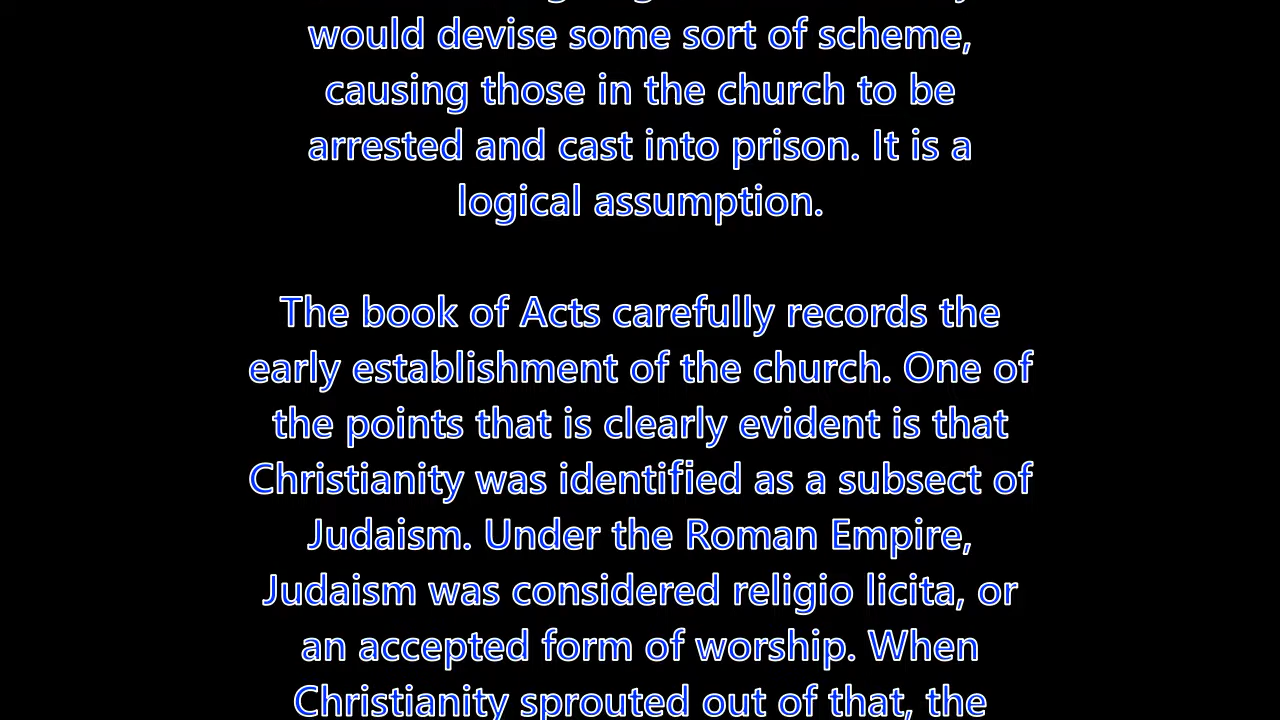 would devise some sort of scheme,
causing those in the church to be
arrested and cast into prison. It is a
logical assumption.
The book of Acts carefully records the
early establishment of the church. One of
the points that is clearly evident is that
Christianity was identified as a subsect of
Judaism. Under the Roman Empire,
Judaism was considered religio licita, or
an accepted form of worship. When
Christianity sprouted out of that, the